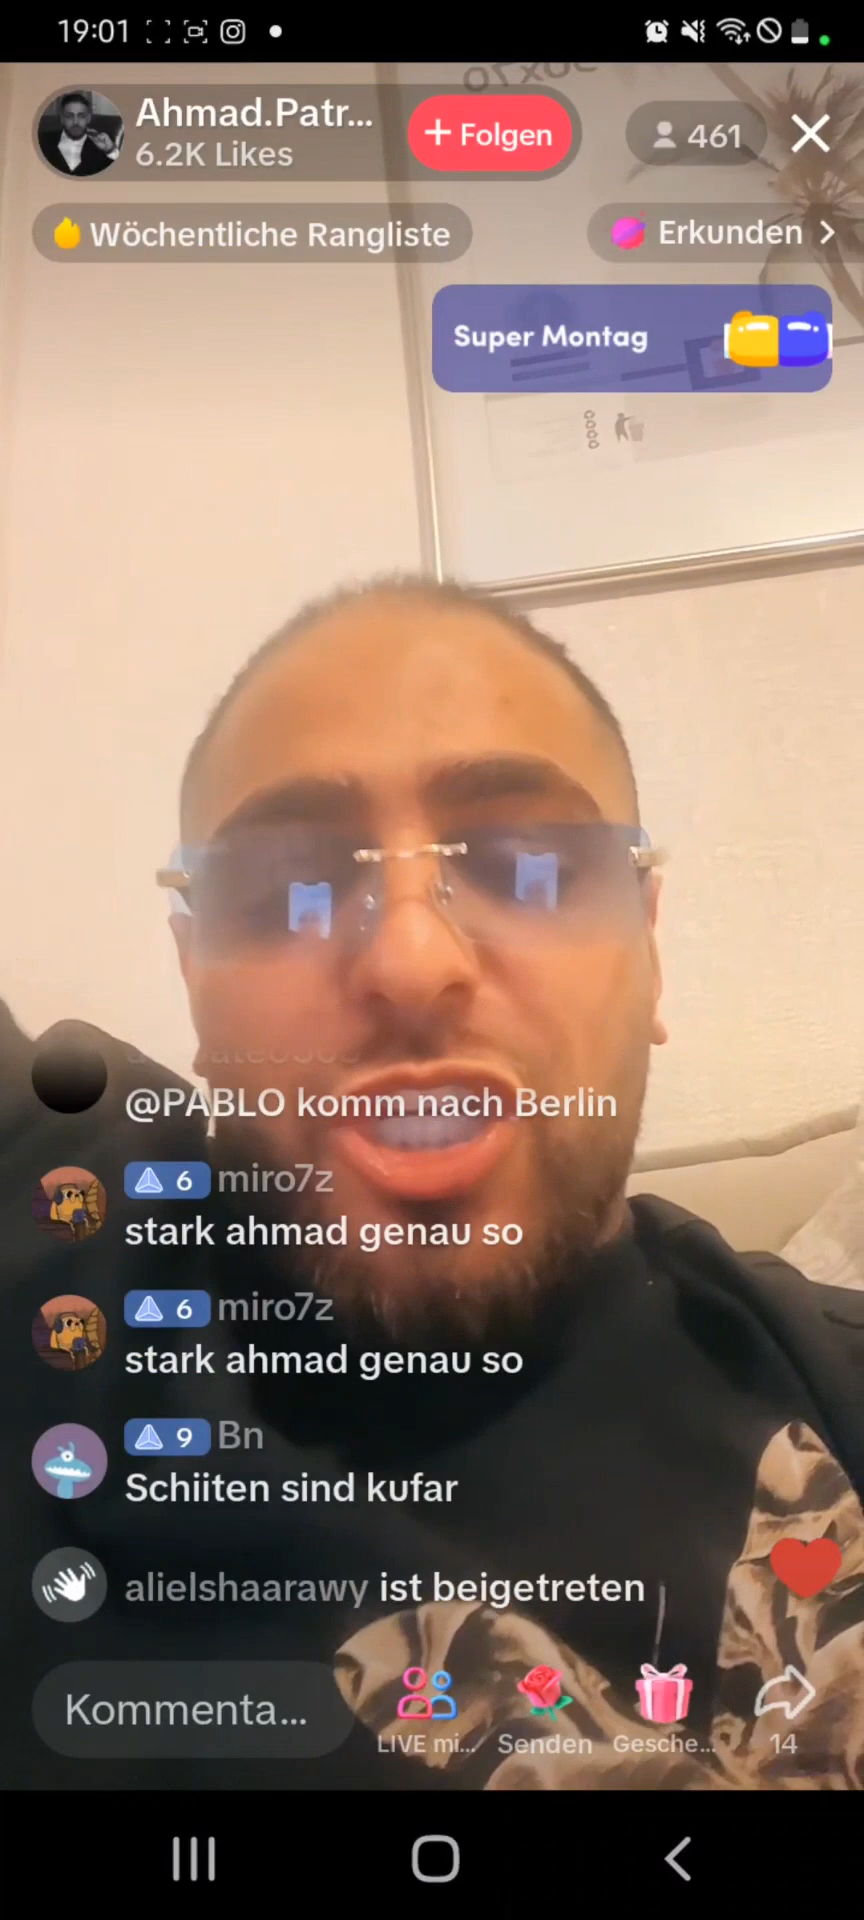 19:01
Ahmad.Patr...
6.2K Likes
+ Folgen
461
Wöchentliche Rangliste
Erkunden
Super Montag
@PABLO komm nach Berlin
6 miro7z
stark ahmad genau so
6 miro7z
stark ahmad genau so
9 Bn
Schiiten sind kufar
alielshaarawy ist beigetreten
Kommenta...
LIVE mi...
Senden
Gesche...
14